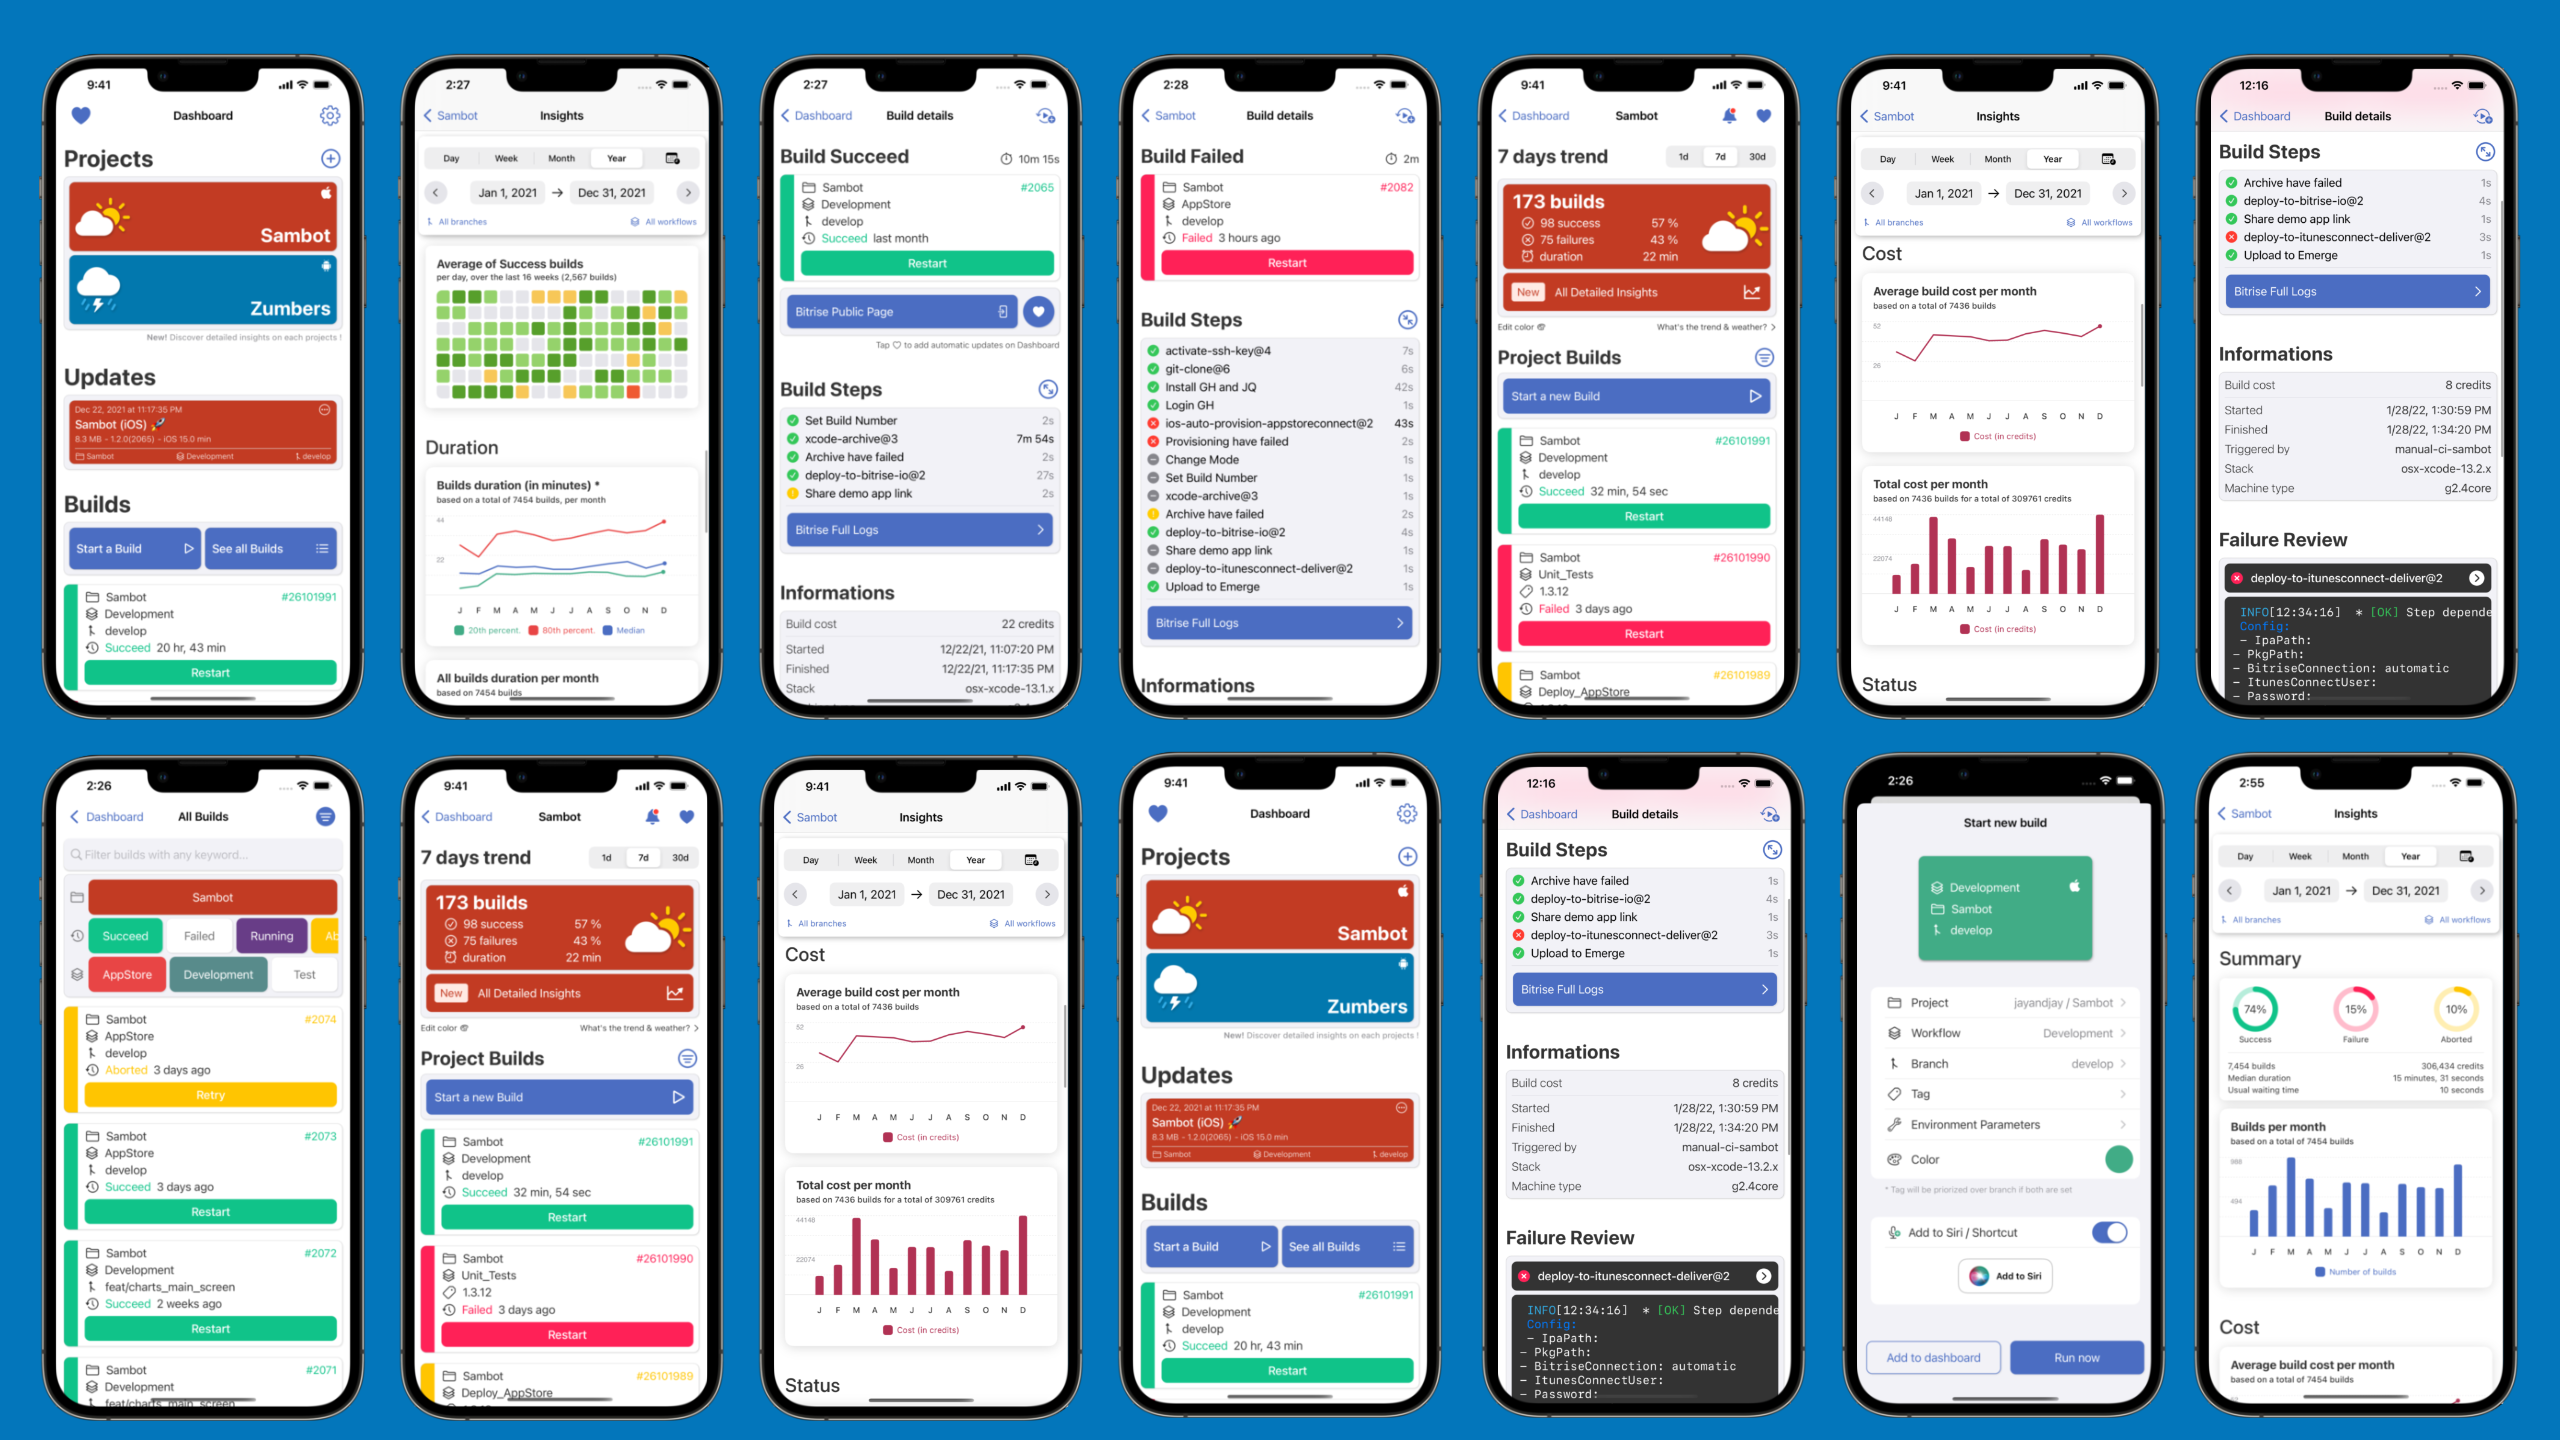 9:41
Dashboard
Projects
Sambot
Zumbers
New! Discover detailed insights on each projects !
Updates
Dec 22, 2021 at 11:17:35 PM
Sambot (iOS) 🚀
8.3 MB - 1.2.0(2065) - iOS 15.0 min
Sambot Development develop
Builds
Start a Build See all Builds
Sambot #26101991
Development
develop
Succeed 20 hr, 43 min
Restart
2:27
Sambot Insights
Day Week Month Year
Jan 1, 2021 → Dec 31, 2021
All branches All workflows
Average of Success builds
per day, over the last 16 weeks (2,567 builds)
Duration
Builds duration (in minutes) *
based on a total of 7454 builds, per month
44
22
J F M A M J J A S O N D
20th percent. 80th percent. Median
All builds duration per month
based on 7454 builds
2:27
Dashboard Build details
Build Succeed 10m 15s
Sambot #2065
Development
develop
Succeed last month
Restart
Bitrise Public Page
Tap ♡ to add automatic updates on Dashboard
Build Steps
Set Build Number 2s
xcode-archive@3 7m 54s
Archive have failed 2s
deploy-to-bitrise-io@2 27s
Share demo app link 2s
Bitrise Full Logs
Informations
Build cost 22 credits
Started 12/22/21, 11:07:20 PM
Finished 12/22/21, 11:17:35 PM
Stack osx-xcode-13.1.x
2:28
Sambot Build details
Build Failed 2m
Sambot #2082
AppStore
develop
Failed 3 hours ago
Restart
Build Steps
activate-ssh-key@4 7s
git-clone@6 6s
Install GH and JQ 42s
Login GH 1s
ios-auto-provision-appstoreconnect@2 43s
Provisioning have failed 2s
Change Mode 1s
Set Build Number 1s
xcode-archive@3 1s
Archive have failed 2s
deploy-to-bitrise-io@2 4s
Share demo app link 1s
deploy-to-itunesconnect-deliver@2 1s
Upload to Emerge 1s
Bitrise Full Logs
Informations
9:41
Dashboard Sambot
7 days trend 1d 7d 30d
173 builds
98 success 57 %
75 failures 43 %
duration 22 min
New All Detailed Insights
Edit color What's the trend & weather? >
Project Builds
Start a new Build
Sambot #26101991
Development
develop
Succeed 32 min, 54 sec
Restart
Sambot #26101990
Unit_Tests
1.3.12
Failed 3 days ago
Restart
Sambot #26101989
Deploy_AppStore
9:41
Sambot Insights
Day Week Month Year
Jan 1, 2021 → Dec 31, 2021
All branches All workflows
Cost
Average build cost per month
based on a total of 7436 builds
52
26
J F M A M J J A S O N D
Cost (in credits)
Total cost per month
based on 7436 builds for a total of 309761 credits
44148
22074
J F M A M J J A S O N D
Cost (in credits)
Status
12:16
Dashboard Build details
Build Steps
Archive have failed 1s
deploy-to-bitrise-io@2 4s
Share demo app link 1s
deploy-to-itunesconnect-deliver@2 3s
Upload to Emerge 1s
Bitrise Full Logs
Informations
Build cost 8 credits
Started 1/28/22, 1:30:59 PM
Finished 1/28/22, 1:34:20 PM
Triggered by manual-ci-sambot
Stack osx-xcode-13.2.x
Machine type g2.4core
Failure Review
deploy-to-itunesconnect-deliver@2
INFO[12:34:16] * [OK] Step depende
Config:
- IpaPath:
- PkgPath:
- BitriseConnection: automatic
- ItunesConnectUser:
- Password:
2:26
Dashboard All Builds
Filter builds with any keyword...
Sambot
Succeed Failed Running Ab
AppStore Development Test
Sambot #2074
AppStore
develop
Aborted 3 days ago
Retry
Sambot #2073
AppStore
develop
Succeed 3 days ago
Restart
Sambot #2072
Development
feat/charts_main_screen
Succeed 2 weeks ago
Restart
Sambot #2071
Development
feat/charts_main_screen
9:41
Dashboard Sambot
7 days trend 1d 7d 30d
173 builds
98 success 57 %
75 failures 43 %
duration 22 min
New All Detailed Insights
Edit color What's the trend & weather? >
Project Builds
Start a new Build
Sambot #26101991
Development
develop
Succeed 32 min, 54 sec
Restart
Sambot #26101990
Unit_Tests
1.3.12
Failed 3 days ago
Restart
Sambot #26101989
Deploy_AppStore
9:41
Sambot Insights
Day Week Month Year
Jan 1, 2021 → Dec 31, 2021
All branches All workflows
Cost
Average build cost per month
based on a total of 7436 builds
52
26
J F M A M J J A S O N D
Cost (in credits)
Total cost per month
based on 7436 builds for a total of 309761 credits
44148
22074
J F M A M J J A S O N D
Cost (in credits)
Status
9:41
Dashboard
Projects
Sambot
Zumbers
New! Discover detailed insights on each projects !
Updates
Dec 22, 2021 at 11:17:35 PM
Sambot (iOS) 🚀
8.3 MB - 1.2.0(2065) - iOS 15.0 min
Sambot Development develop
Builds
Start a Build See all Builds
Sambot #26101991
Development
develop
Succeed 20 hr, 43 min
Restart
12:16
Dashboard Build details
Build Steps
Archive have failed 1s
deploy-to-bitrise-io@2 4s
Share demo app link 1s
deploy-to-itunesconnect-deliver@2 3s
Upload to Emerge 1s
Bitrise Full Logs
Informations
Build cost 8 credits
Started 1/28/22, 1:30:59 PM
Finished 1/28/22, 1:34:20 PM
Triggered by manual-ci-sambot
Stack osx-xcode-13.2.x
Machine type g2.4core
Failure Review
deploy-to-itunesconnect-deliver@2
INFO[12:34:16] * [OK] Step depende
Config:
- IpaPath:
- PkgPath:
- BitriseConnection: automatic
- ItunesConnectUser:
- Password:
2:26
Start new build
Development
Sambot
develop
Project jayandjay / Sambot
Workflow Development
Branch develop
Tag
Environment Parameters
Color
* Tag will be priorized over branch if both are set
Add to Siri / Shortcut
Add to Siri
Add to dashboard Run now
2:55
Sambot Insights
Day Week Month Year
Jan 1, 2021 → Dec 31, 2021
All branches All workflows
Summary
74% 15% 10%
Success Failure Aborted
7,454 builds 306,434 credits
Median duration 15 minutes, 31 seconds
Usual waiting time 10 seconds
Builds per month
based on a total of 7454 builds
988
494
J F M A M J J A S O N D
Number of builds
Cost
Average build cost per month
based on a total of 7454 builds